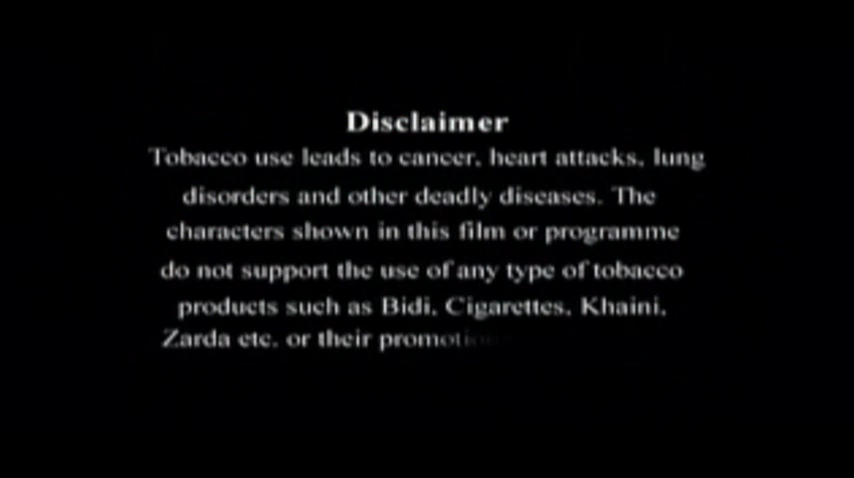 Disclaimer
Tobacco use leads to cancer, heart attacks, lung
disorders and other deadly diseases. The
characters shown in this film or programme
do not support the use of any type of tobacco
products such as Bidi, Cigarettes, Khaini,
Zarda etc. or their promotion